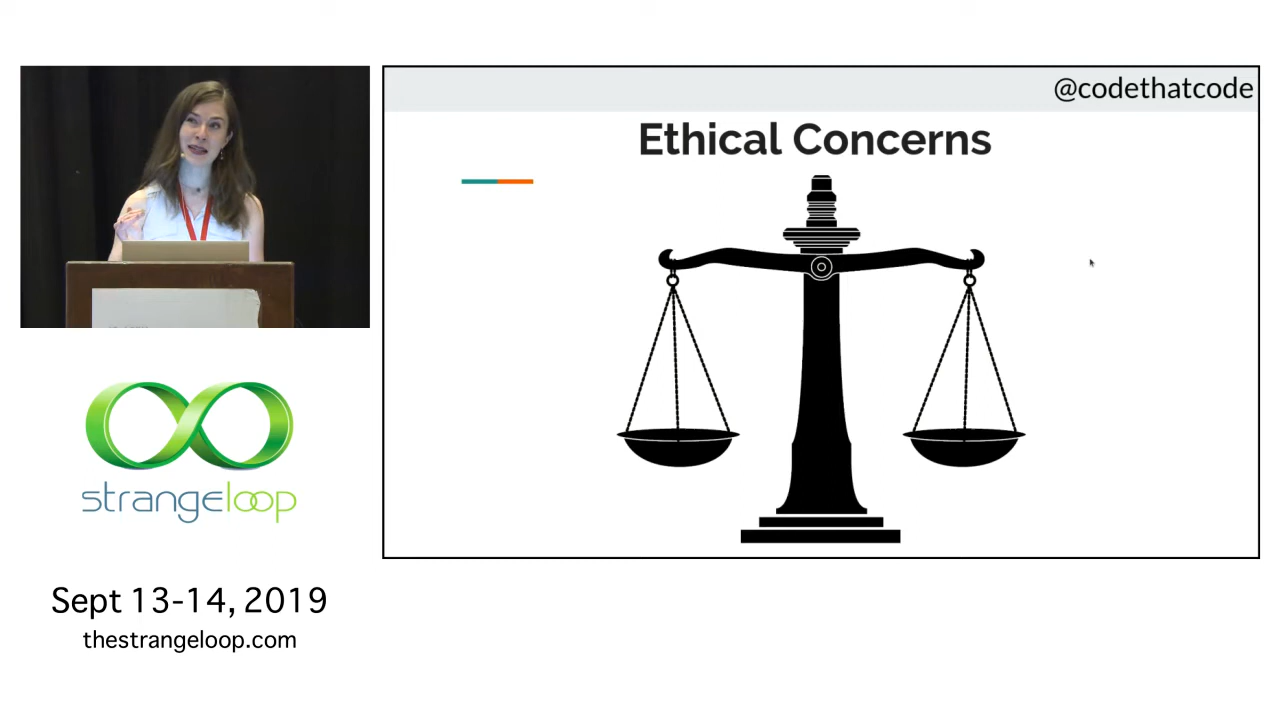 @codethatcode
Ethical Concerns
strangeloop
Sept 13-14, 2019
thestrangeloop.com